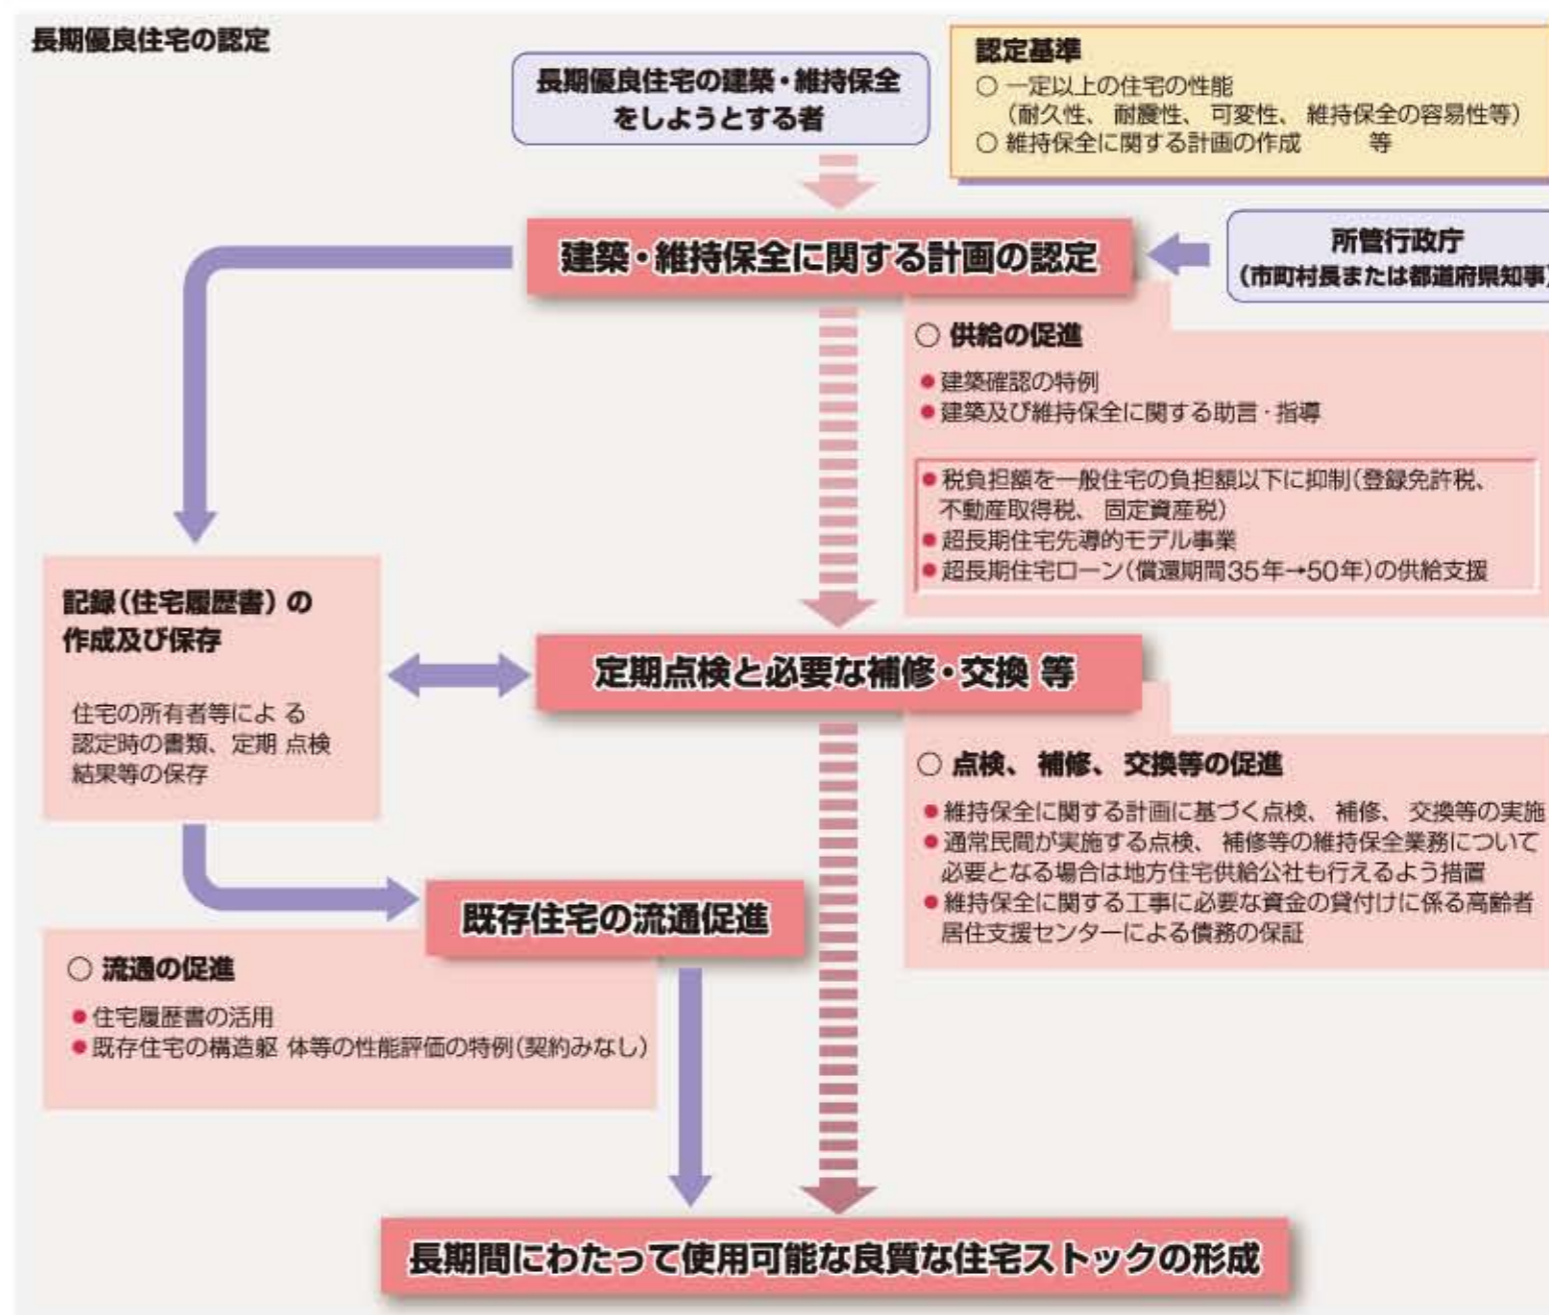 長期優良住宅の認定
長期優良住宅の建築・維持保全
をしようとする者
認定基準
○ 一定以上の住宅の性能
（耐久性、耐震性、可変性、維持保全の容易性等）
○ 維持保全に関する計画の作成　　等
建築・維持保全に関する計画の認定
所管行政庁
（市町村長または都道府県知事）
○ 供給の促進
● 建築確認の特例
● 建築及び維持保全に関する助言・指導
● 税負担額を一般住宅の負担額以下に抑制（登録免許税、
不動産取得税、固定資産税）
● 超長期住宅先導的モデル事業
● 超長期住宅ローン（償還期間35年→50年）の供給支援
記録（住宅履歴書）の
作成及び保存
住宅の所有者等によ る
認定時の書類、定期 点検
結果等の保存
定期点検と必要な補修・交換 等
○ 点検、補修、交換等の促進
● 維持保全に関する計画に基づく点検、補修、交換等の実施
● 通常民間が実施する点検、補修等の維持保全業務について
必要となる場合は地方住宅供給公社も行えるよう措置
● 維持保全に関する工事に必要な資金の貸付けに係る高齢者
居住支援センターによる債務の保証
既存住宅の流通促進
○ 流通の促進
● 住宅履歴書の活用
● 既存住宅の構造躯 体等の性能評価の特例（契約みなし）
長期間にわたって使用可能な良質な住宅ストックの形成